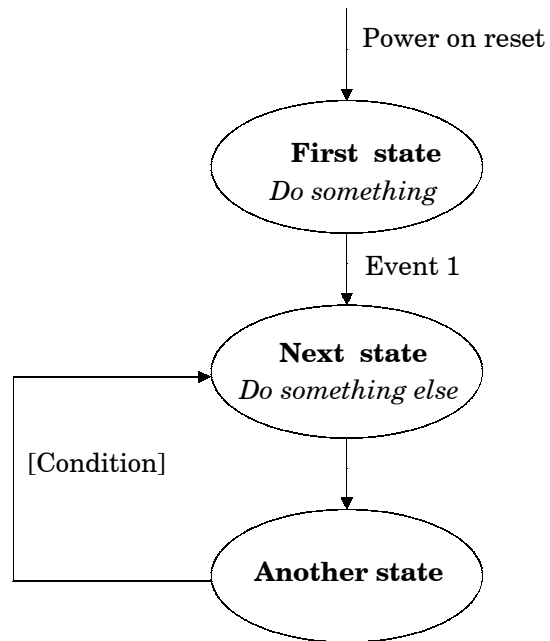 Power on reset
First state
Do something
Event 1
Next state
Do something else
[Condition]
Another state